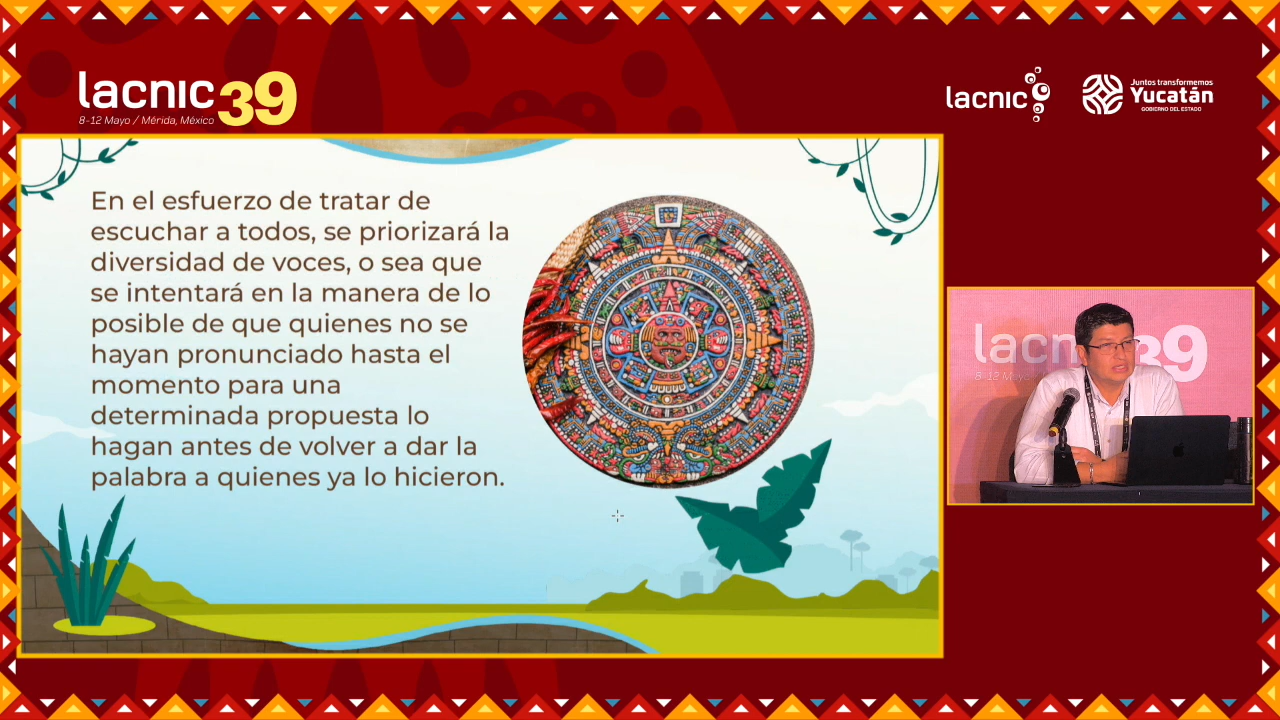 lacnic39
8-12 Mayo / Mérida, México
lacnic
Juntos transformemos
Yucatán
GOBIERNO DEL ESTADO
En el esfuerzo de tratar de
escuchar a todos, se priorizará la
diversidad de voces, o sea que
se intentará en la manera de lo
posible de que quienes no se
hayan pronunciado hasta el
momento para una
determinada propuesta lo
hagan antes de volver a dar la
palabra a quienes ya lo hicieron.
lacn 39
8-12 Mayo